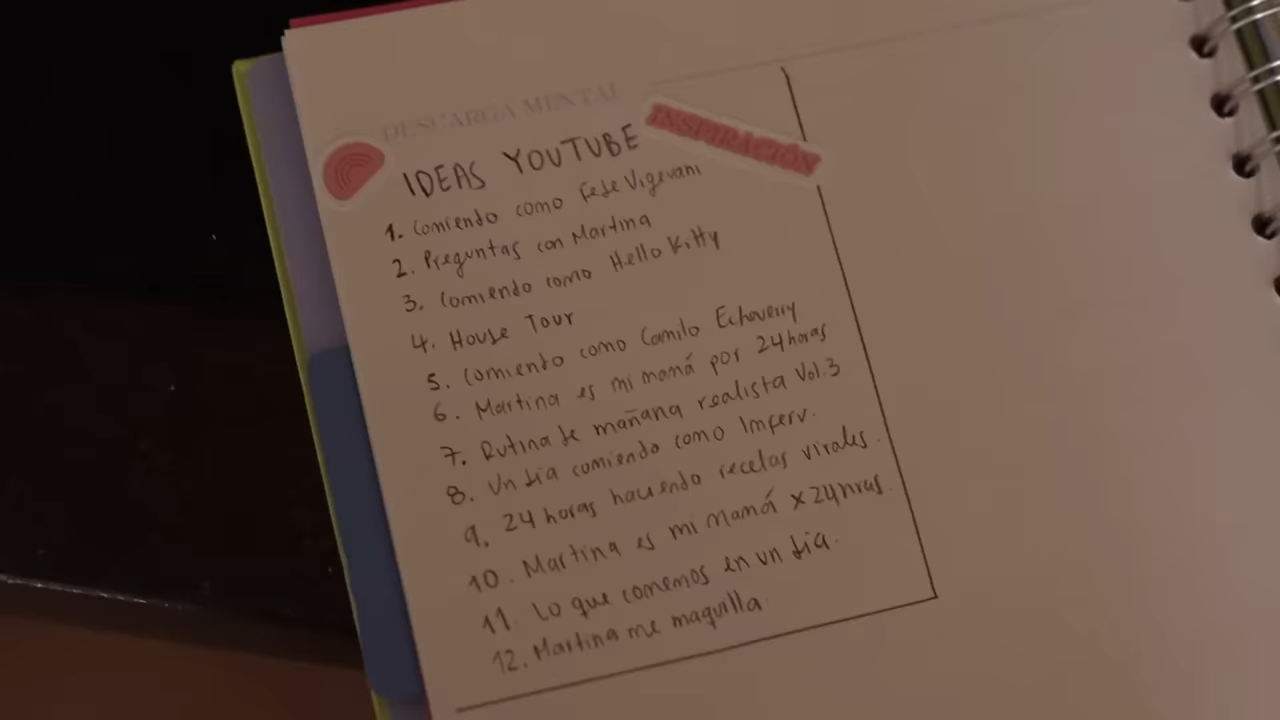 DESCARGA MENTAL
INSPIRACIÓN
IDEAS YOUTUBE
1. Comiendo como Fede Vigevani
2. Preguntas con Martina
3. Comiendo como Hello Kitty
4. House Tour
5. Comiendo como Camilo Echeverry
6. Martina es mi mamá por 24 horas
7. Rutina de mañana realista Vol.3
8. Un día comiendo como Imperv.
9. 24 horas haciendo recetas virales.
10. Martina es mi mamá x 24 hras.
11. Lo que comemos en un día.
12. Martina me maquilla.